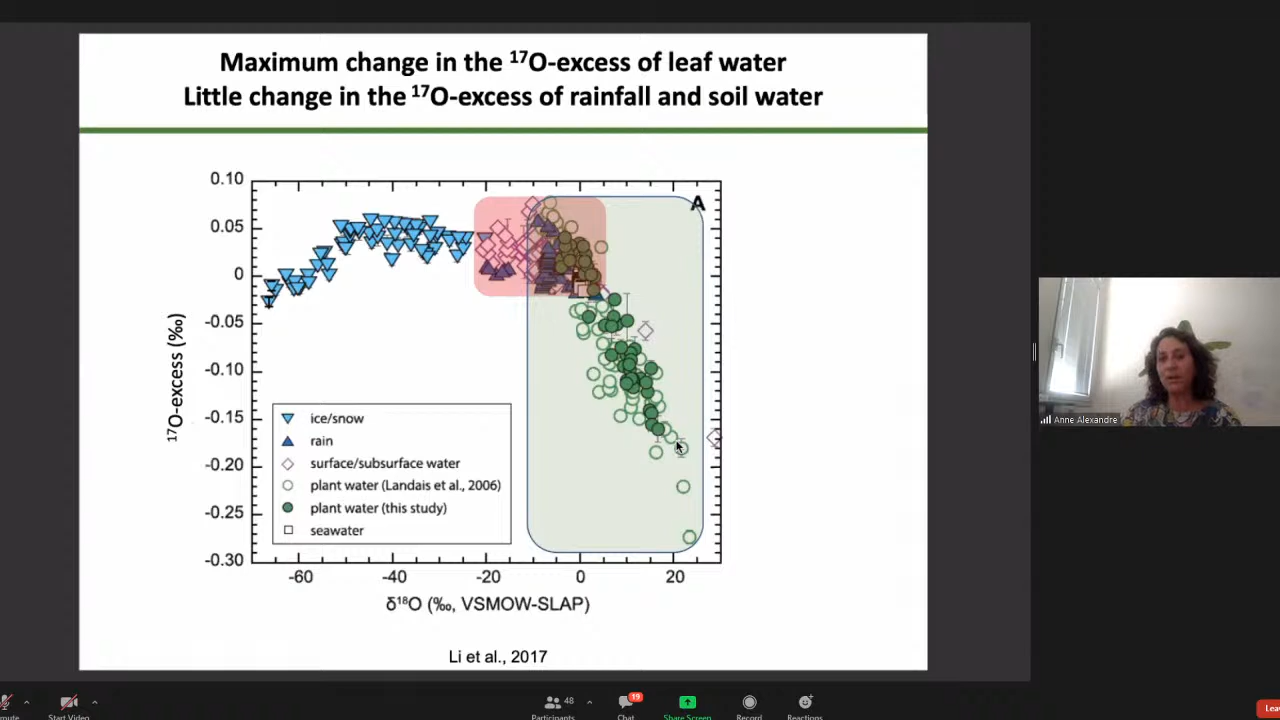 Maximum change in the ¹⁷O-excess of leaf water
Little change in the ¹⁷O-excess of rainfall and soil water
A
0.10
0.05
0
-0.05
-0.10
-0.15
-0.20
-0.25
-0.30
¹⁷O-excess (‰)
ice/snow
rain
surface/subsurface water
plant water (Landais et al., 2006)
plant water (this study)
seawater
-60 -40 -20 0 20
δ¹⁸O (‰, VSMOW-SLAP)
Li et al., 2017
Anne Alexandre
mute
Start Video
48
Participants
19
Chat
Share Screen
Record
Reactions
Lea